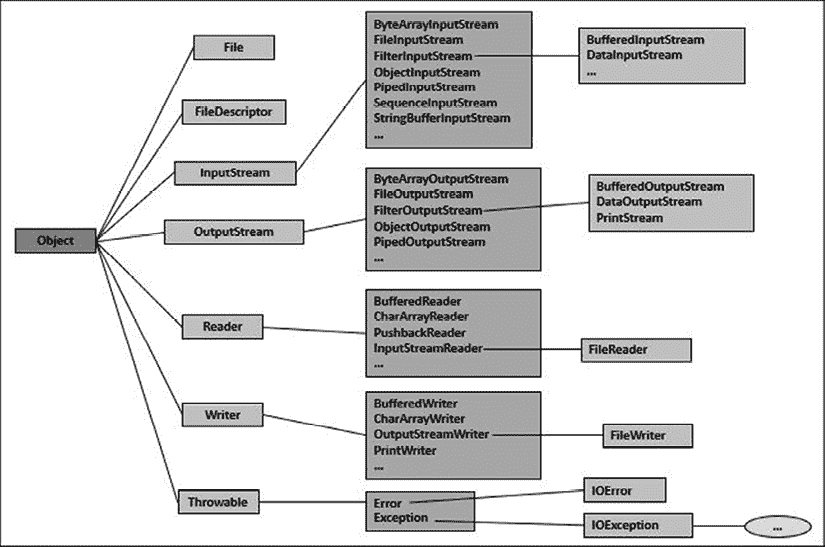 Object
File
FileDescriptor
InputStream
ByteArrayInputStream
FileInputStream
FilterInputStream
ObjectInputStream
PipedInputStream
SequenceInputStream
StringBufferInputStream
...
BufferedInputStream
DataInputStream
...
OutputStream
ByteArrayOutputStream
FileOutputStream
FilterOutputStream
ObjectOutputStream
PipedOutputStream
...
BufferedOutputStream
DataOutputStream
PrintStream
Reader
BufferedReader
CharArrayReader
PushbackReader
InputStreamReader
...
FileReader
Writer
BufferedWriter
CharArrayWriter
OutputStreamWriter
PrintWriter
...
FileWriter
Throwable
Error
Exception
IOError
IOException
...